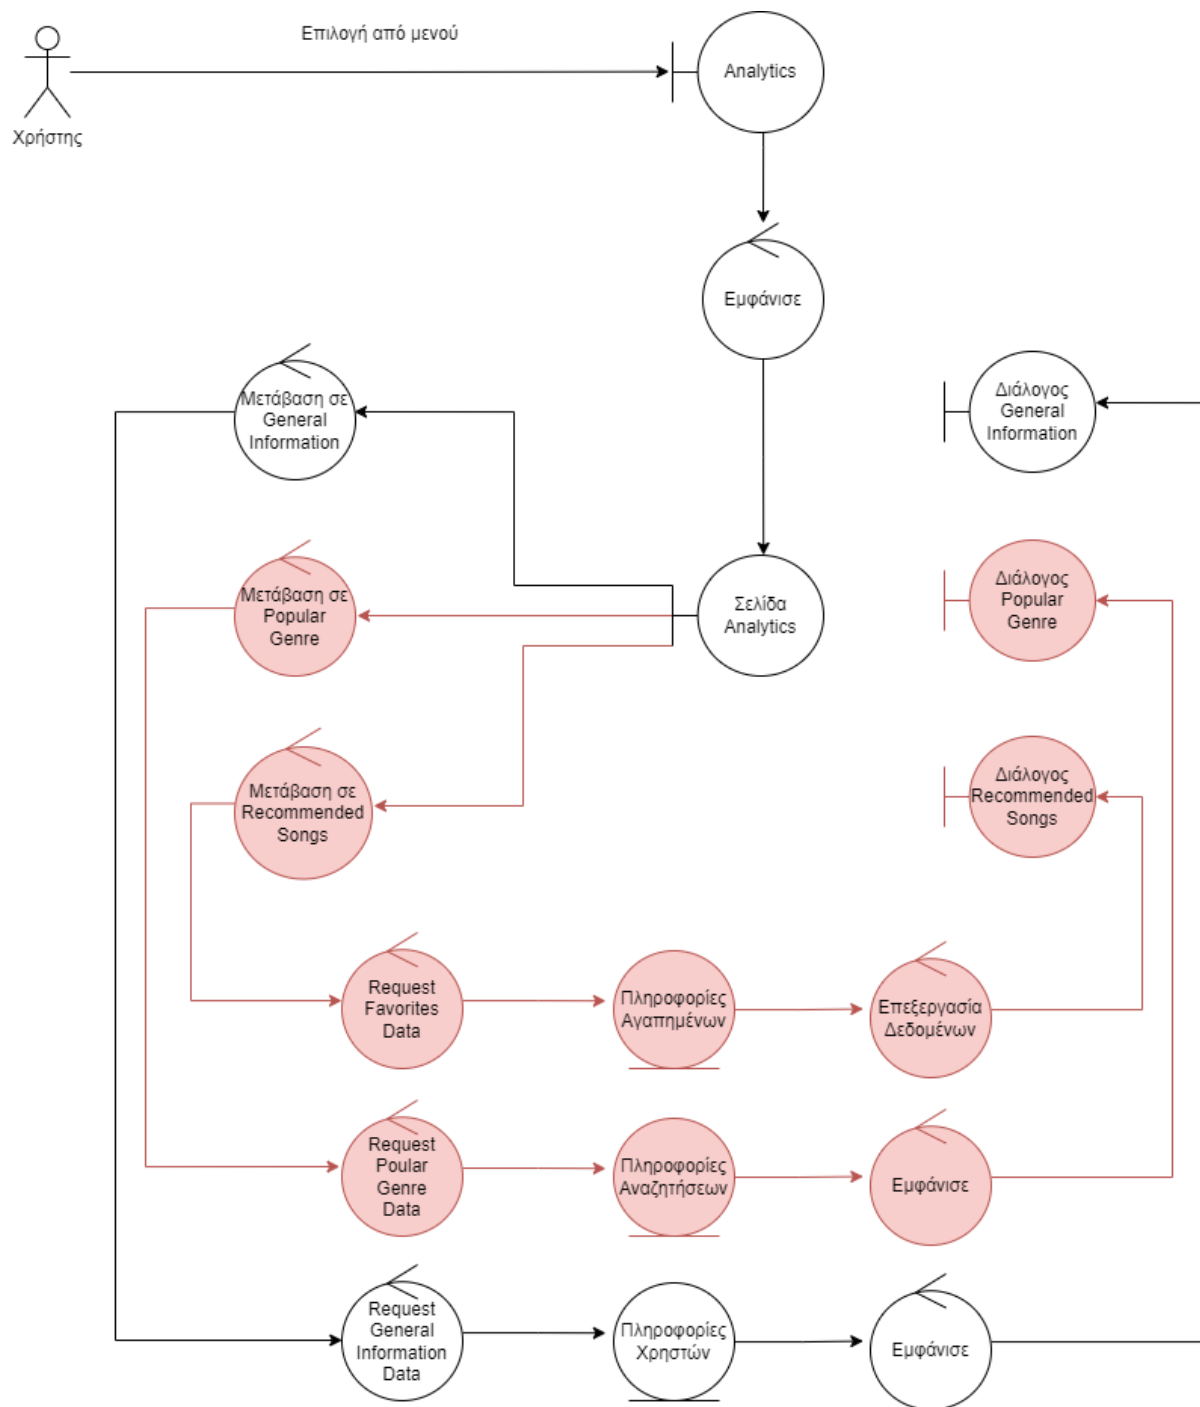 Επιλογή από μενού
Analytics
Χρήστης
Εμφάνισε
Μετάβαση σε
General
Information
Διάλογος
General
Information
Μετάβαση σε
Popular
Genre
Σελίδα
Analytics
Διάλογος
Popular
Genre
Μετάβαση σε
Recommended
Songs
Διάλογος
Recommended
Songs
Request
Favorites
Data
Πληροφορίες
Αγαπημένων
Επεξεργασία
Δεδομένων
Request
Poular
Genre
Data
Πληροφορίες
Αναζητήσεων
Εμφάνισε
Request
General
Information
Data
Πληροφορίες
Χρηστών
Εμφάνισε